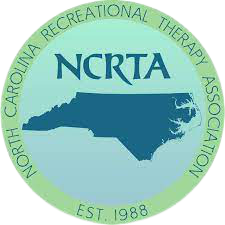 NCRTA
NORTH CAROLINA RECREATIONAL THERAPY ASSOCIATION
EST. 1988